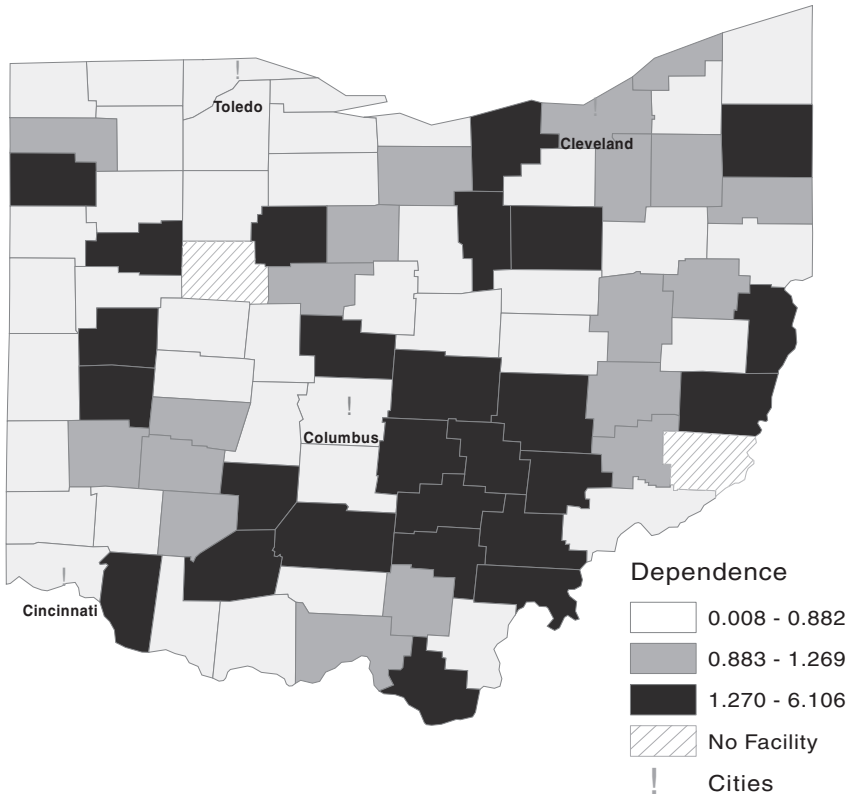 Toledo
Cleveland
Columbus
Cincinnati
Dependence
0.008 - 0.882
0.883 - 1.269
1.270 - 6.106
No Facility
! Cities